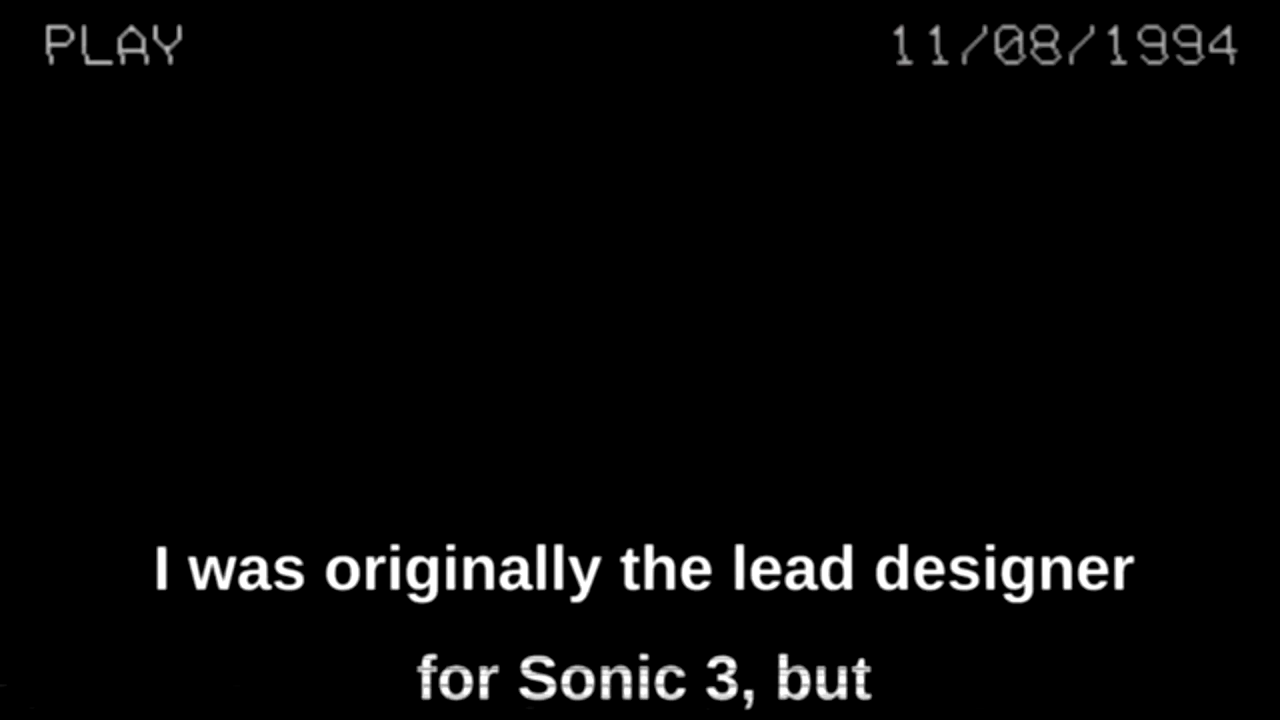 PLAY 11/08/1994
I was originally the lead designer
for Sonic 3, but